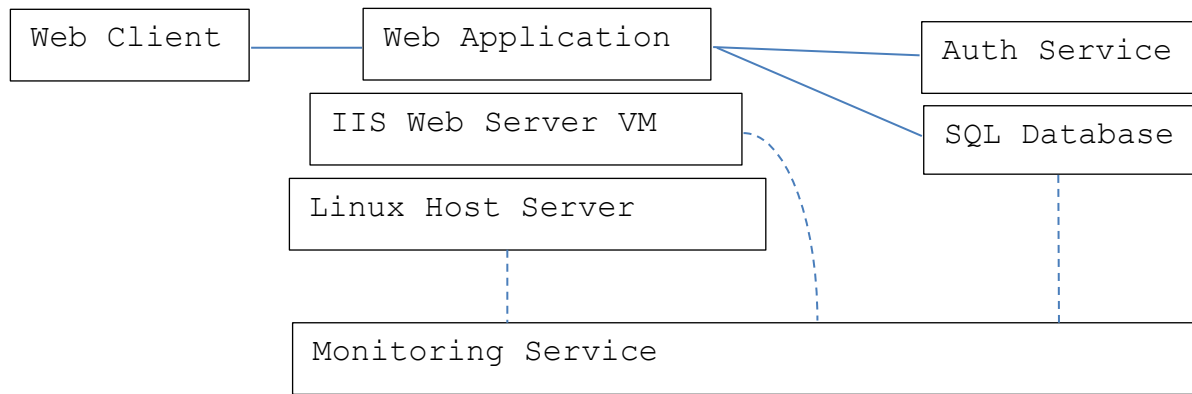 Web Client
Web Application
Auth Service
IIS Web Server VM
SQL Database
Linux Host Server
Monitoring Service